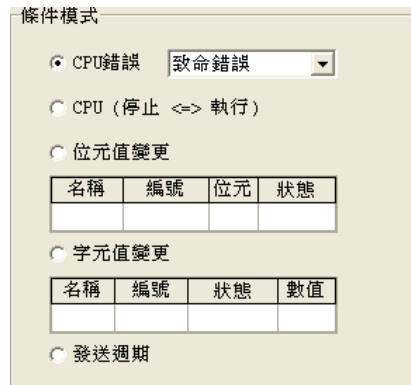 條件模式
CPU錯誤 致命錯誤
CPU (停止 <=> 執行)
位元值變更
名稱 編號 位元 狀態
字元值變更
名稱 編號 狀態 數值
發送週期